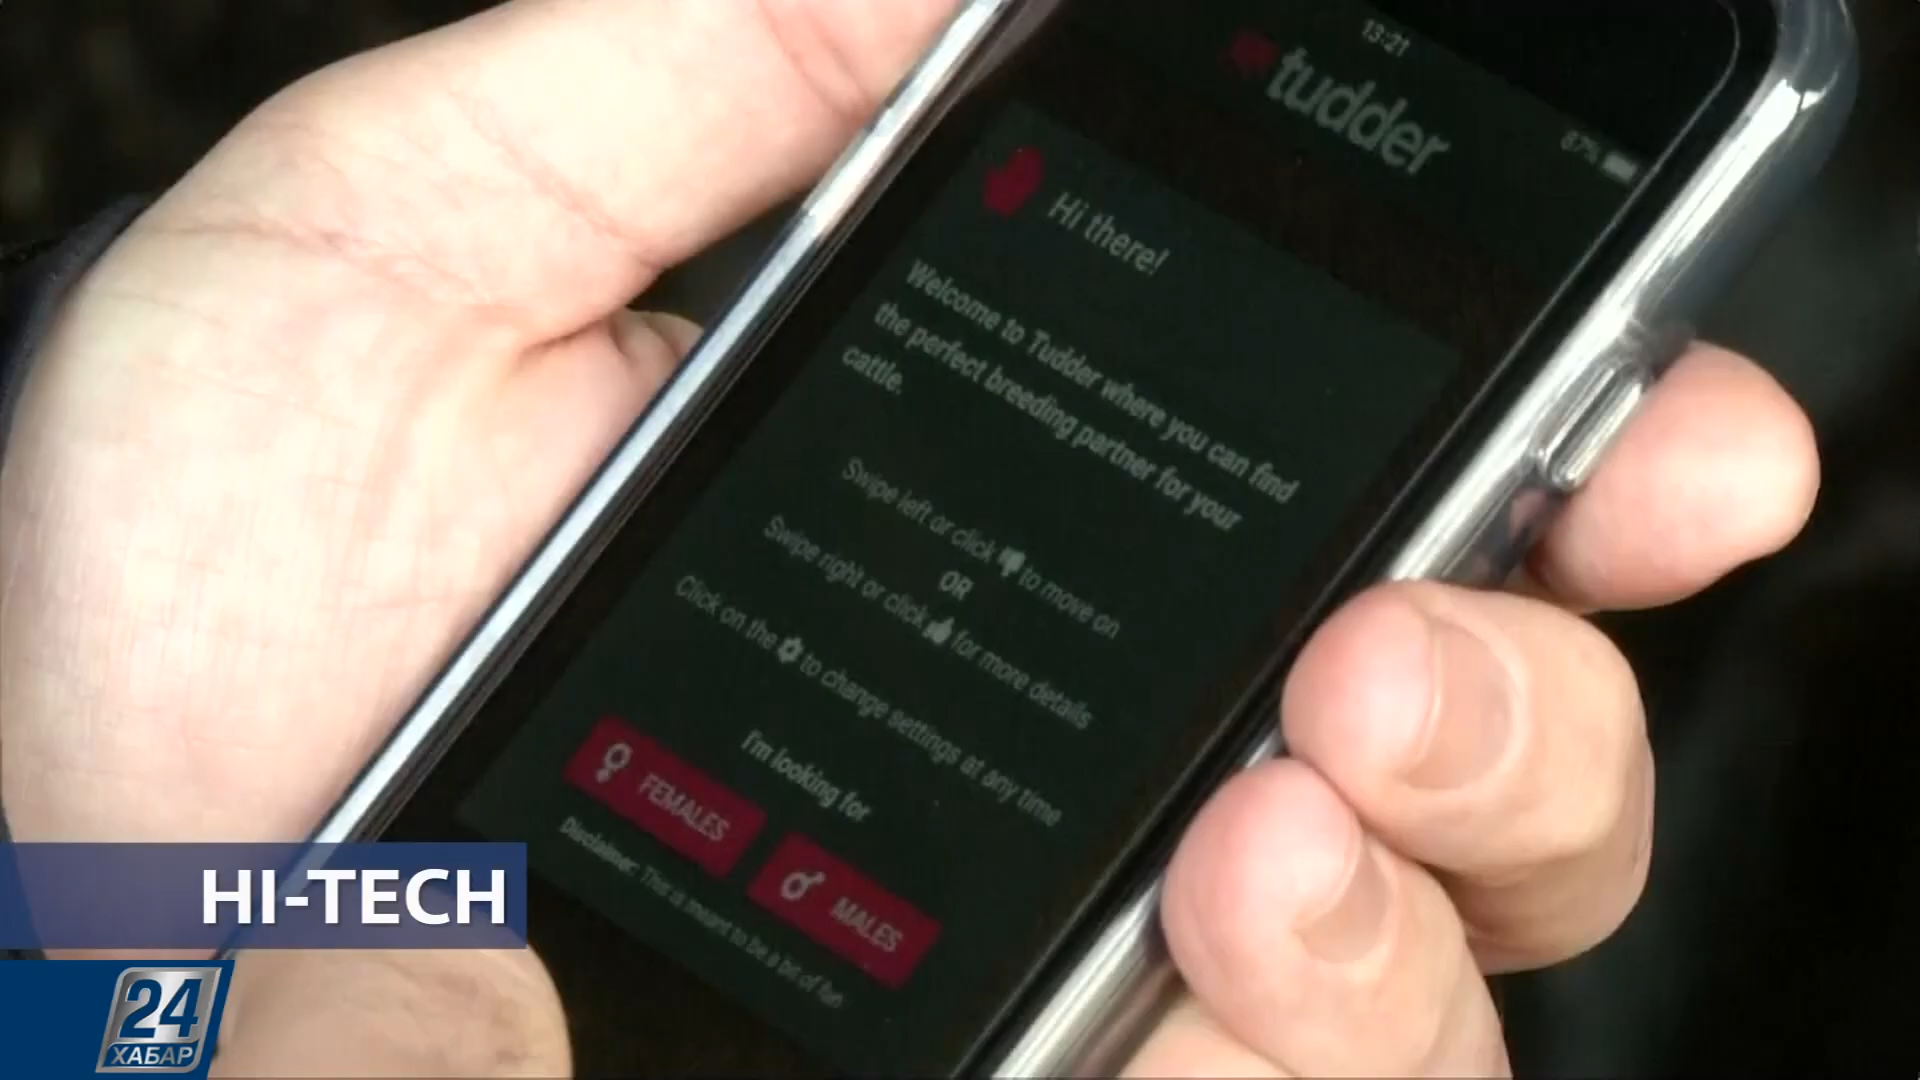 13:21
67%
tudder
Hi there!
Welcome to Tudder where you can find
the perfect breeding partner for your
cattle.
Swipe left or click to move on
OR
Swipe right or click for more details
Click on the to change settings at any time
I'm looking for
FEMALES
MALES
Disclaimer: This is meant to be a bit of fun
HI-TECH
24
ХАБАР